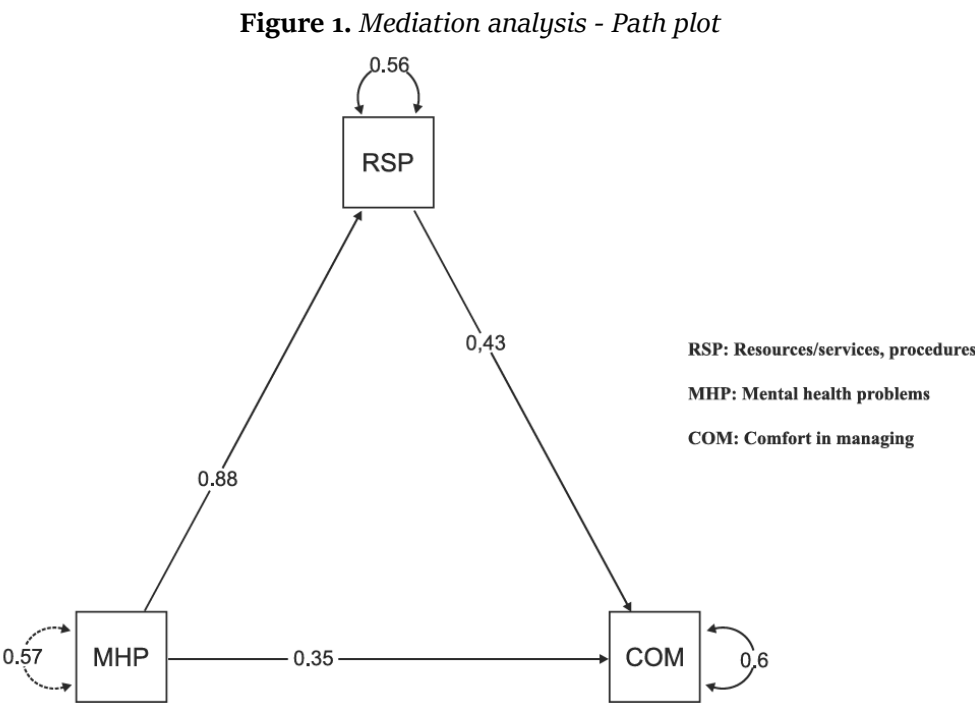 Figure 1. Mediation analysis - Path plot
0.56
RSP
0,43
RSP: Resources/services, procedures
MHP: Mental health problems
COM: Comfort in managing
0.88
0.57
MHP
0.35
COM
0.6